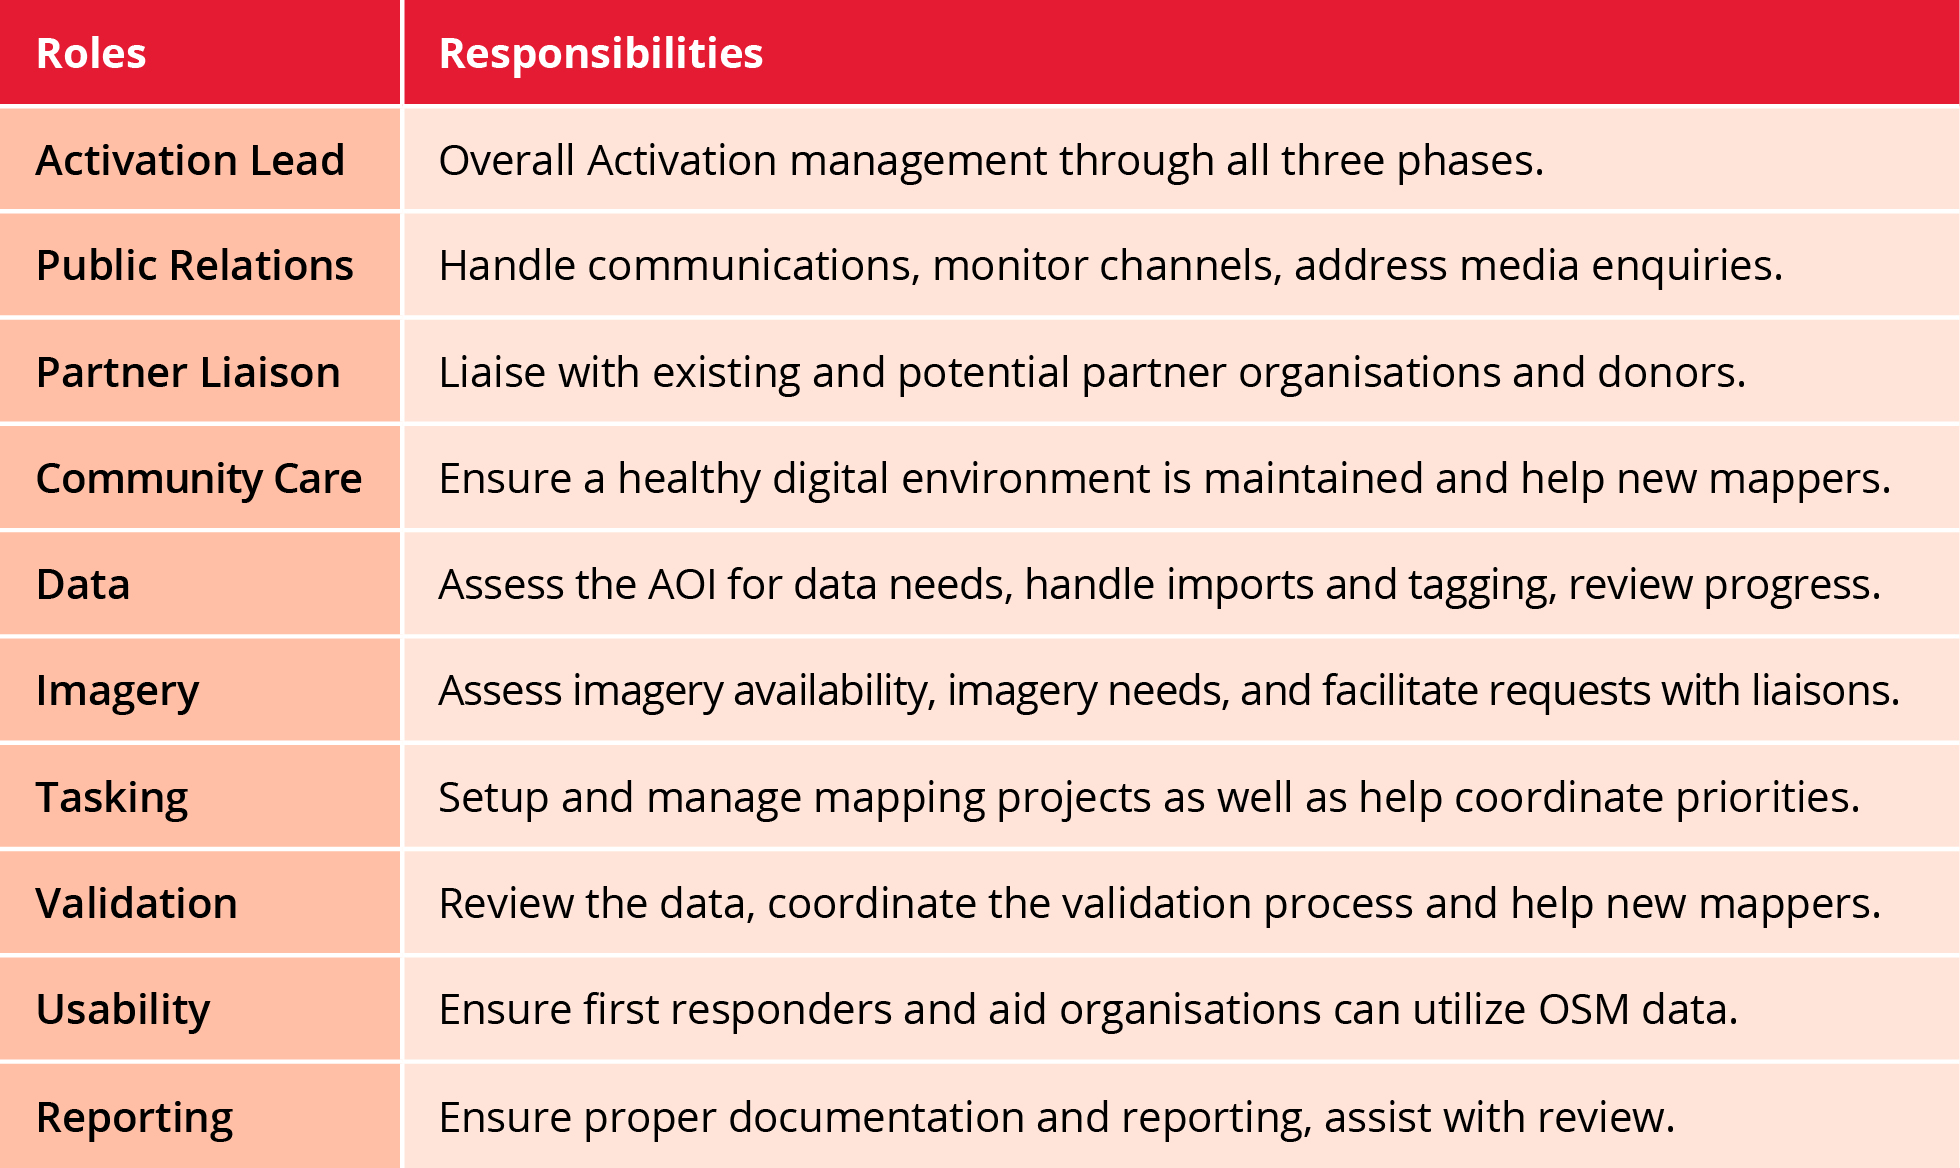 Roles Responsibilities
Activation Lead Overall Activation management through all three phases.
Public Relations Handle communications, monitor channels, address media enquiries.
Partner Liaison Liaise with existing and potential partner organisations and donors.
Community Care Ensure a healthy digital environment is maintained and help new mappers.
Data Assess the AOI for data needs, handle imports and tagging, review progress.
Imagery Assess imagery availability, imagery needs, and facilitate requests with liaisons.
Tasking Setup and manage mapping projects as well as help coordinate priorities.
Validation Review the data, coordinate the validation process and help new mappers.
Usability Ensure first responders and aid organisations can utilize OSM data.
Reporting Ensure proper documentation and reporting, assist with review.